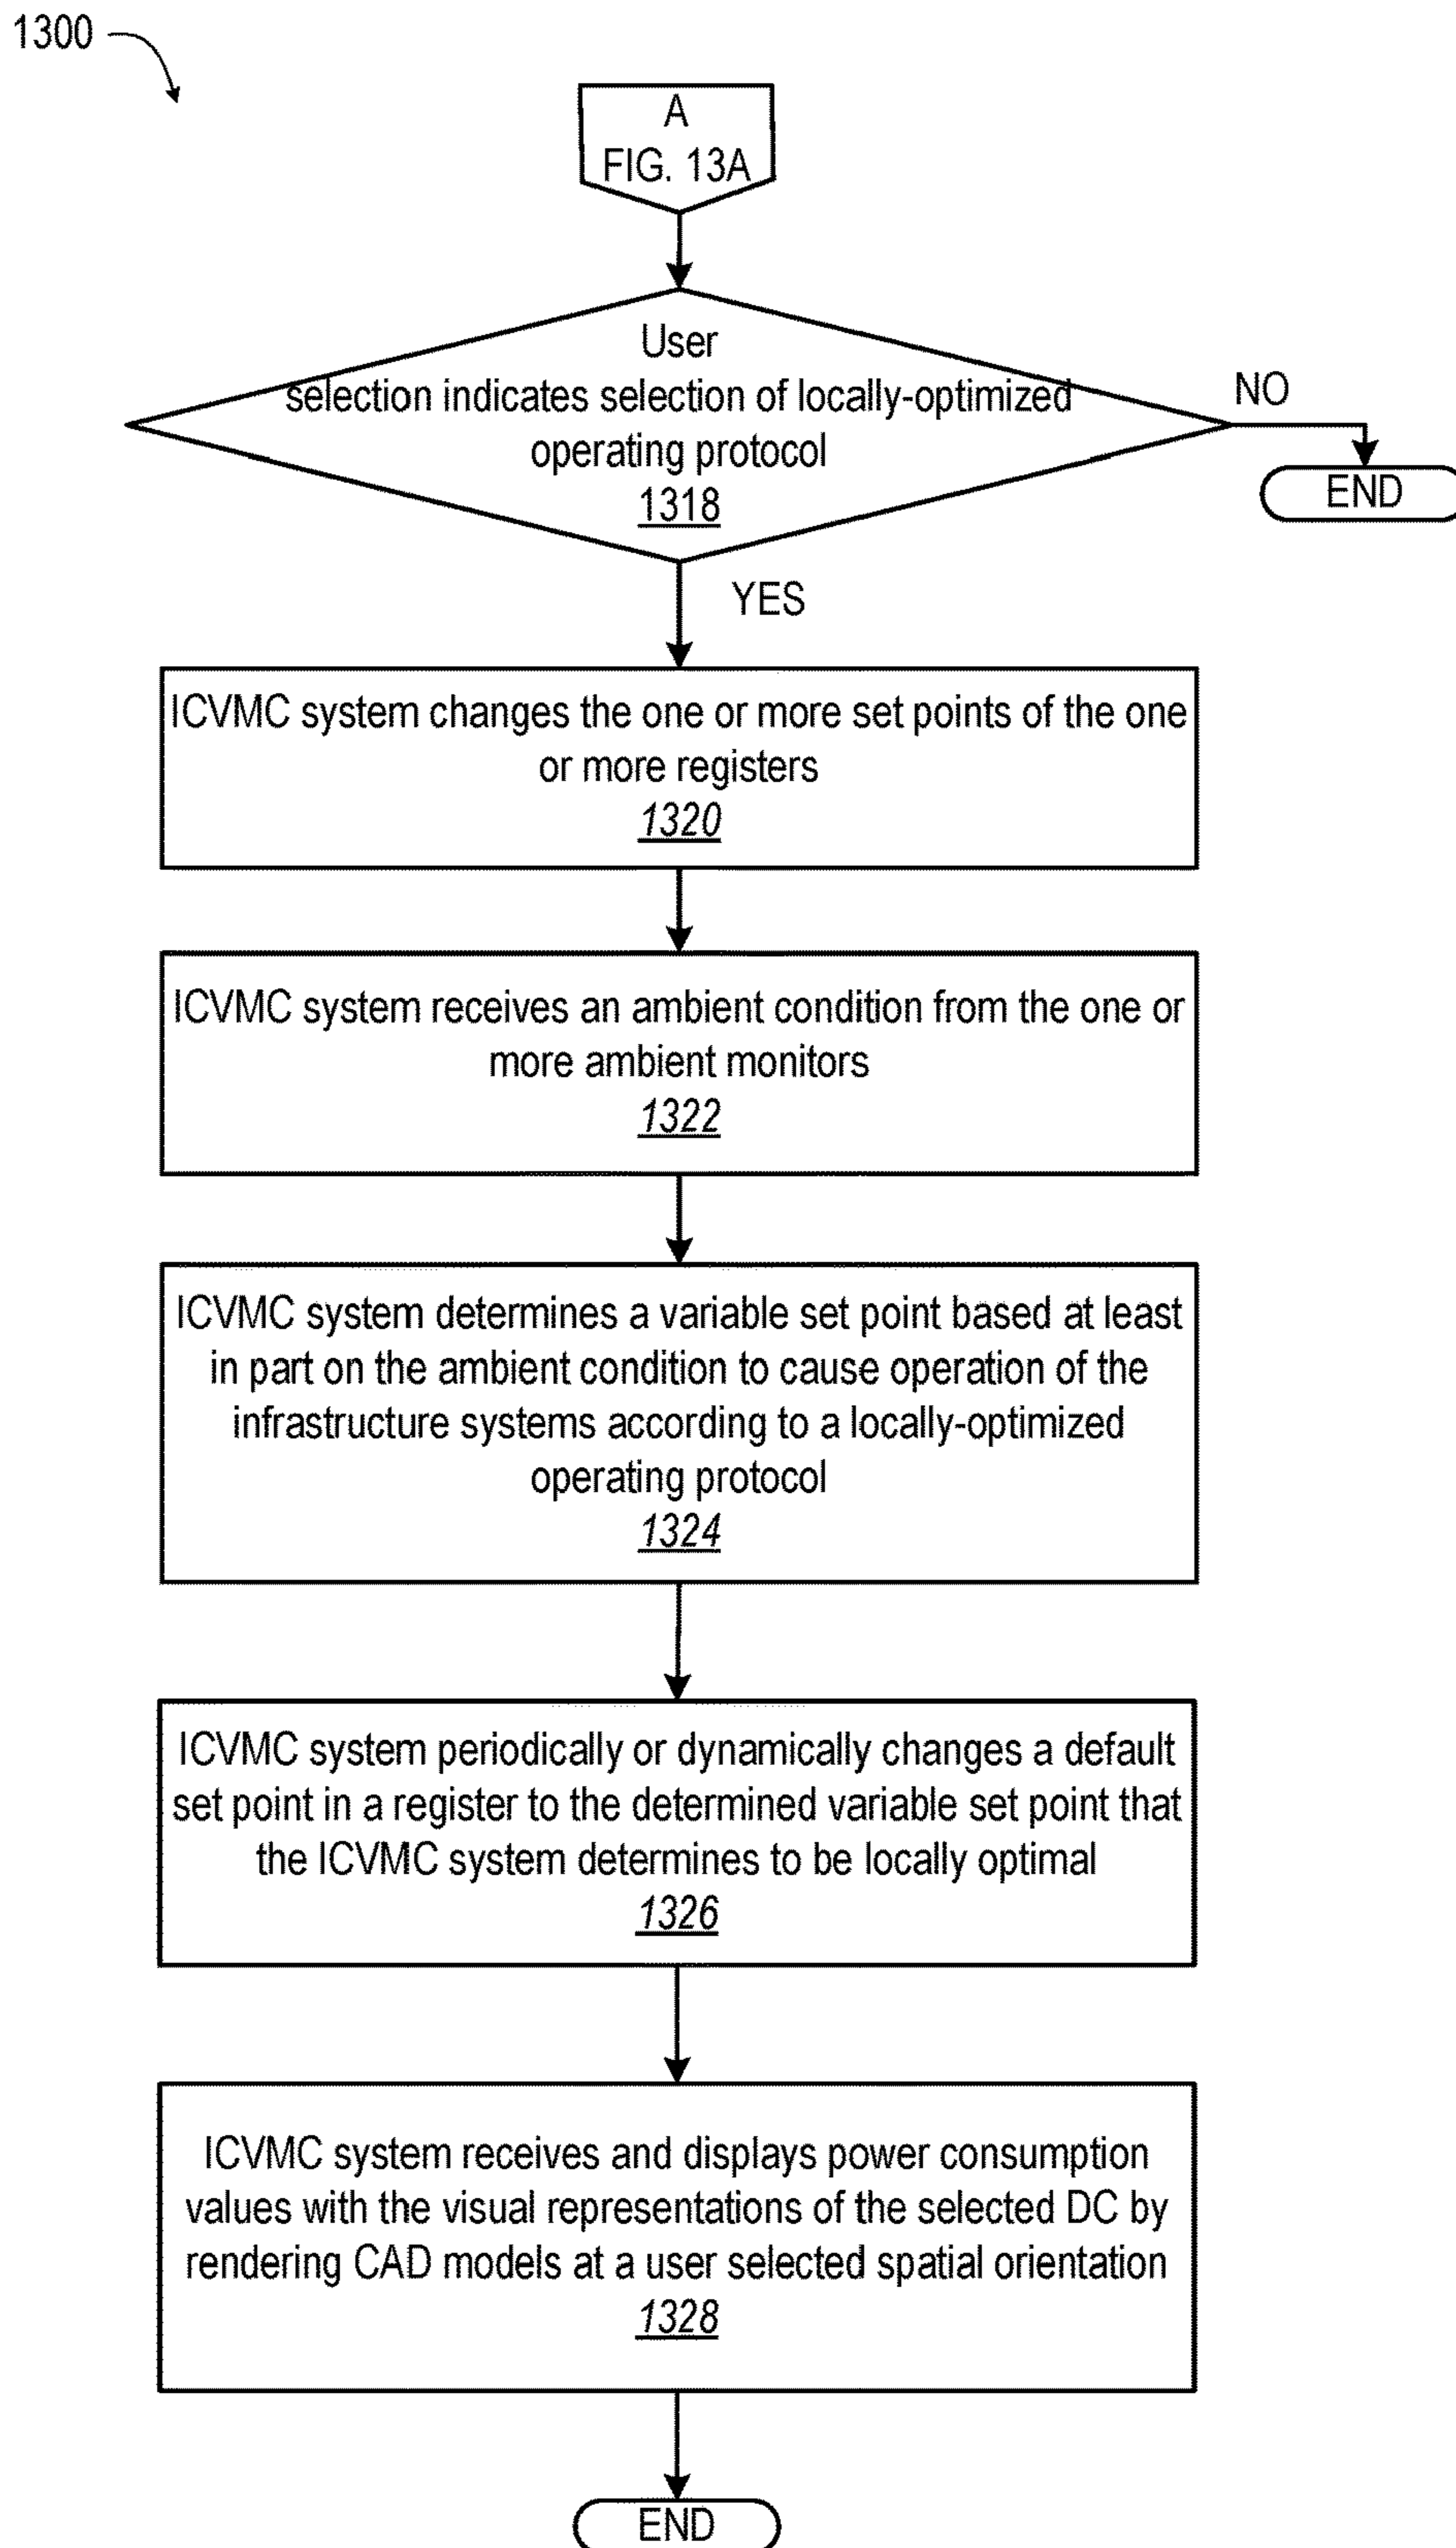 1300
A
FIG. 13A
User
selection indicates selection of locally-optimized
operating protocol
1318
NO
END
YES
ICVMC system changes the one or more set points of the one
or more registers
1320
ICVMC system receives an ambient condition from the one or
more ambient monitors
1322
ICVMC system determines a variable set point based at least
in part on the ambient condition to cause operation of the
infrastructure systems according to a locally-optimized
operating protocol
1324
ICVMC system periodically or dynamically changes a default
set point in a register to the determined variable set point that
the ICVMC system determines to be locally optimal
1326
ICVMC system receives and displays power consumption
values with the visual representations of the selected DC by
rendering CAD models at a user selected spatial orientation
1328
END